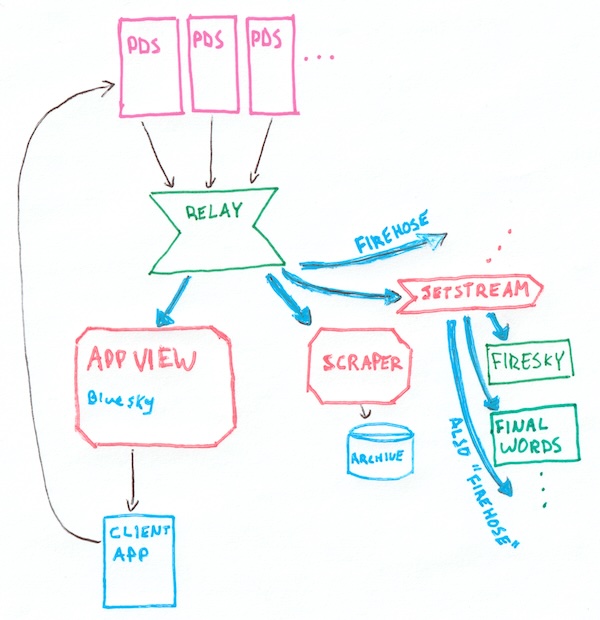 PDS
PDS
PDS
RELAY
FIREHOSE
JETSTREAM
APP VIEW
Bluesky
SCRAPER
FIRESKY
FINAL
WORDS
ARCHIVE
ALSO "FIREHOSE"
CLIENT
APP